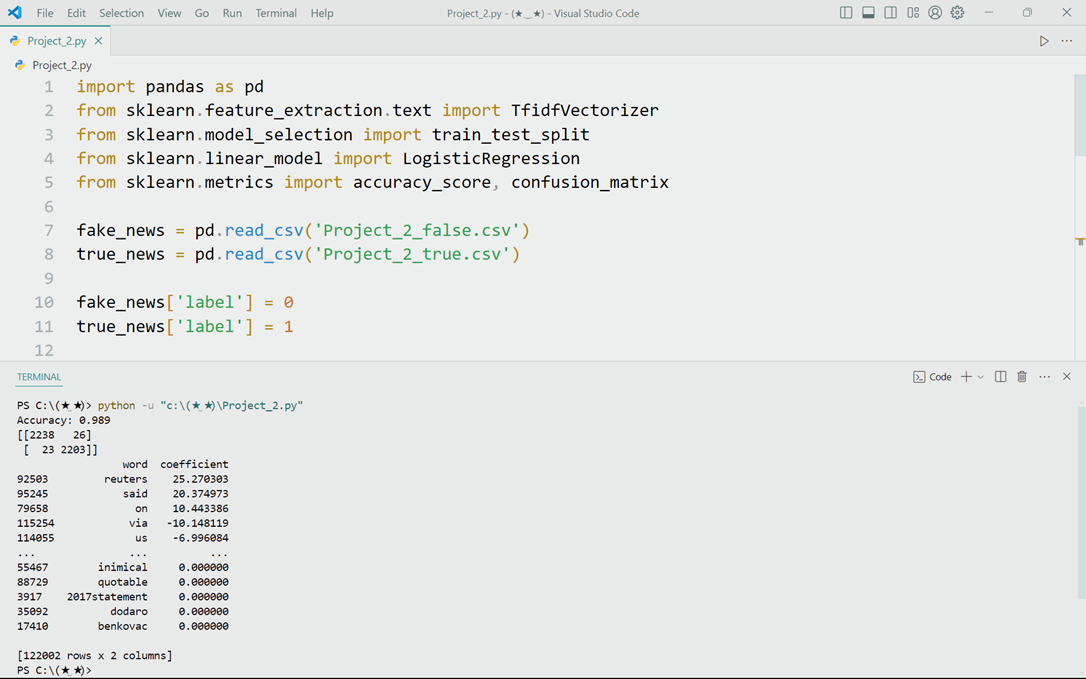 File Edit Selection View Go Run Terminal Help Project_2.py - (★‿★) - Visual Studio Code
Project_2.py
Project_2.py
1 import pandas as pd
2 from sklearn.feature_extraction.text import TfidfVectorizer
3 from sklearn.model_selection import train_test_split
4 from sklearn.linear_model import LogisticRegression
5 from sklearn.metrics import accuracy_score, confusion_matrix
6
7 fake_news = pd.read_csv('Project_2_false.csv')
8 true_news = pd.read_csv('Project_2_true.csv')
9
10 fake_news['label'] = 0
11 true_news['label'] = 1
12
TERMINAL Code
PS C:\(★_★)> python -u "c:\(★_★)\Project_2.py"
Accuracy: 0.989
[[2238 26]
[ 23 2203]]
word coefficient
92503 reuters 25.270303
95245 said 20.374973
79658 on 10.443386
115254 via -10.148119
114055 us -6.996084
... ... ...
55467 inimical 0.000000
88729 quotable 0.000000
3917 2017statement 0.000000
35092 dodaro 0.000000
17410 benkovac 0.000000
[122002 rows x 2 columns]
PS C:\(★_★)>